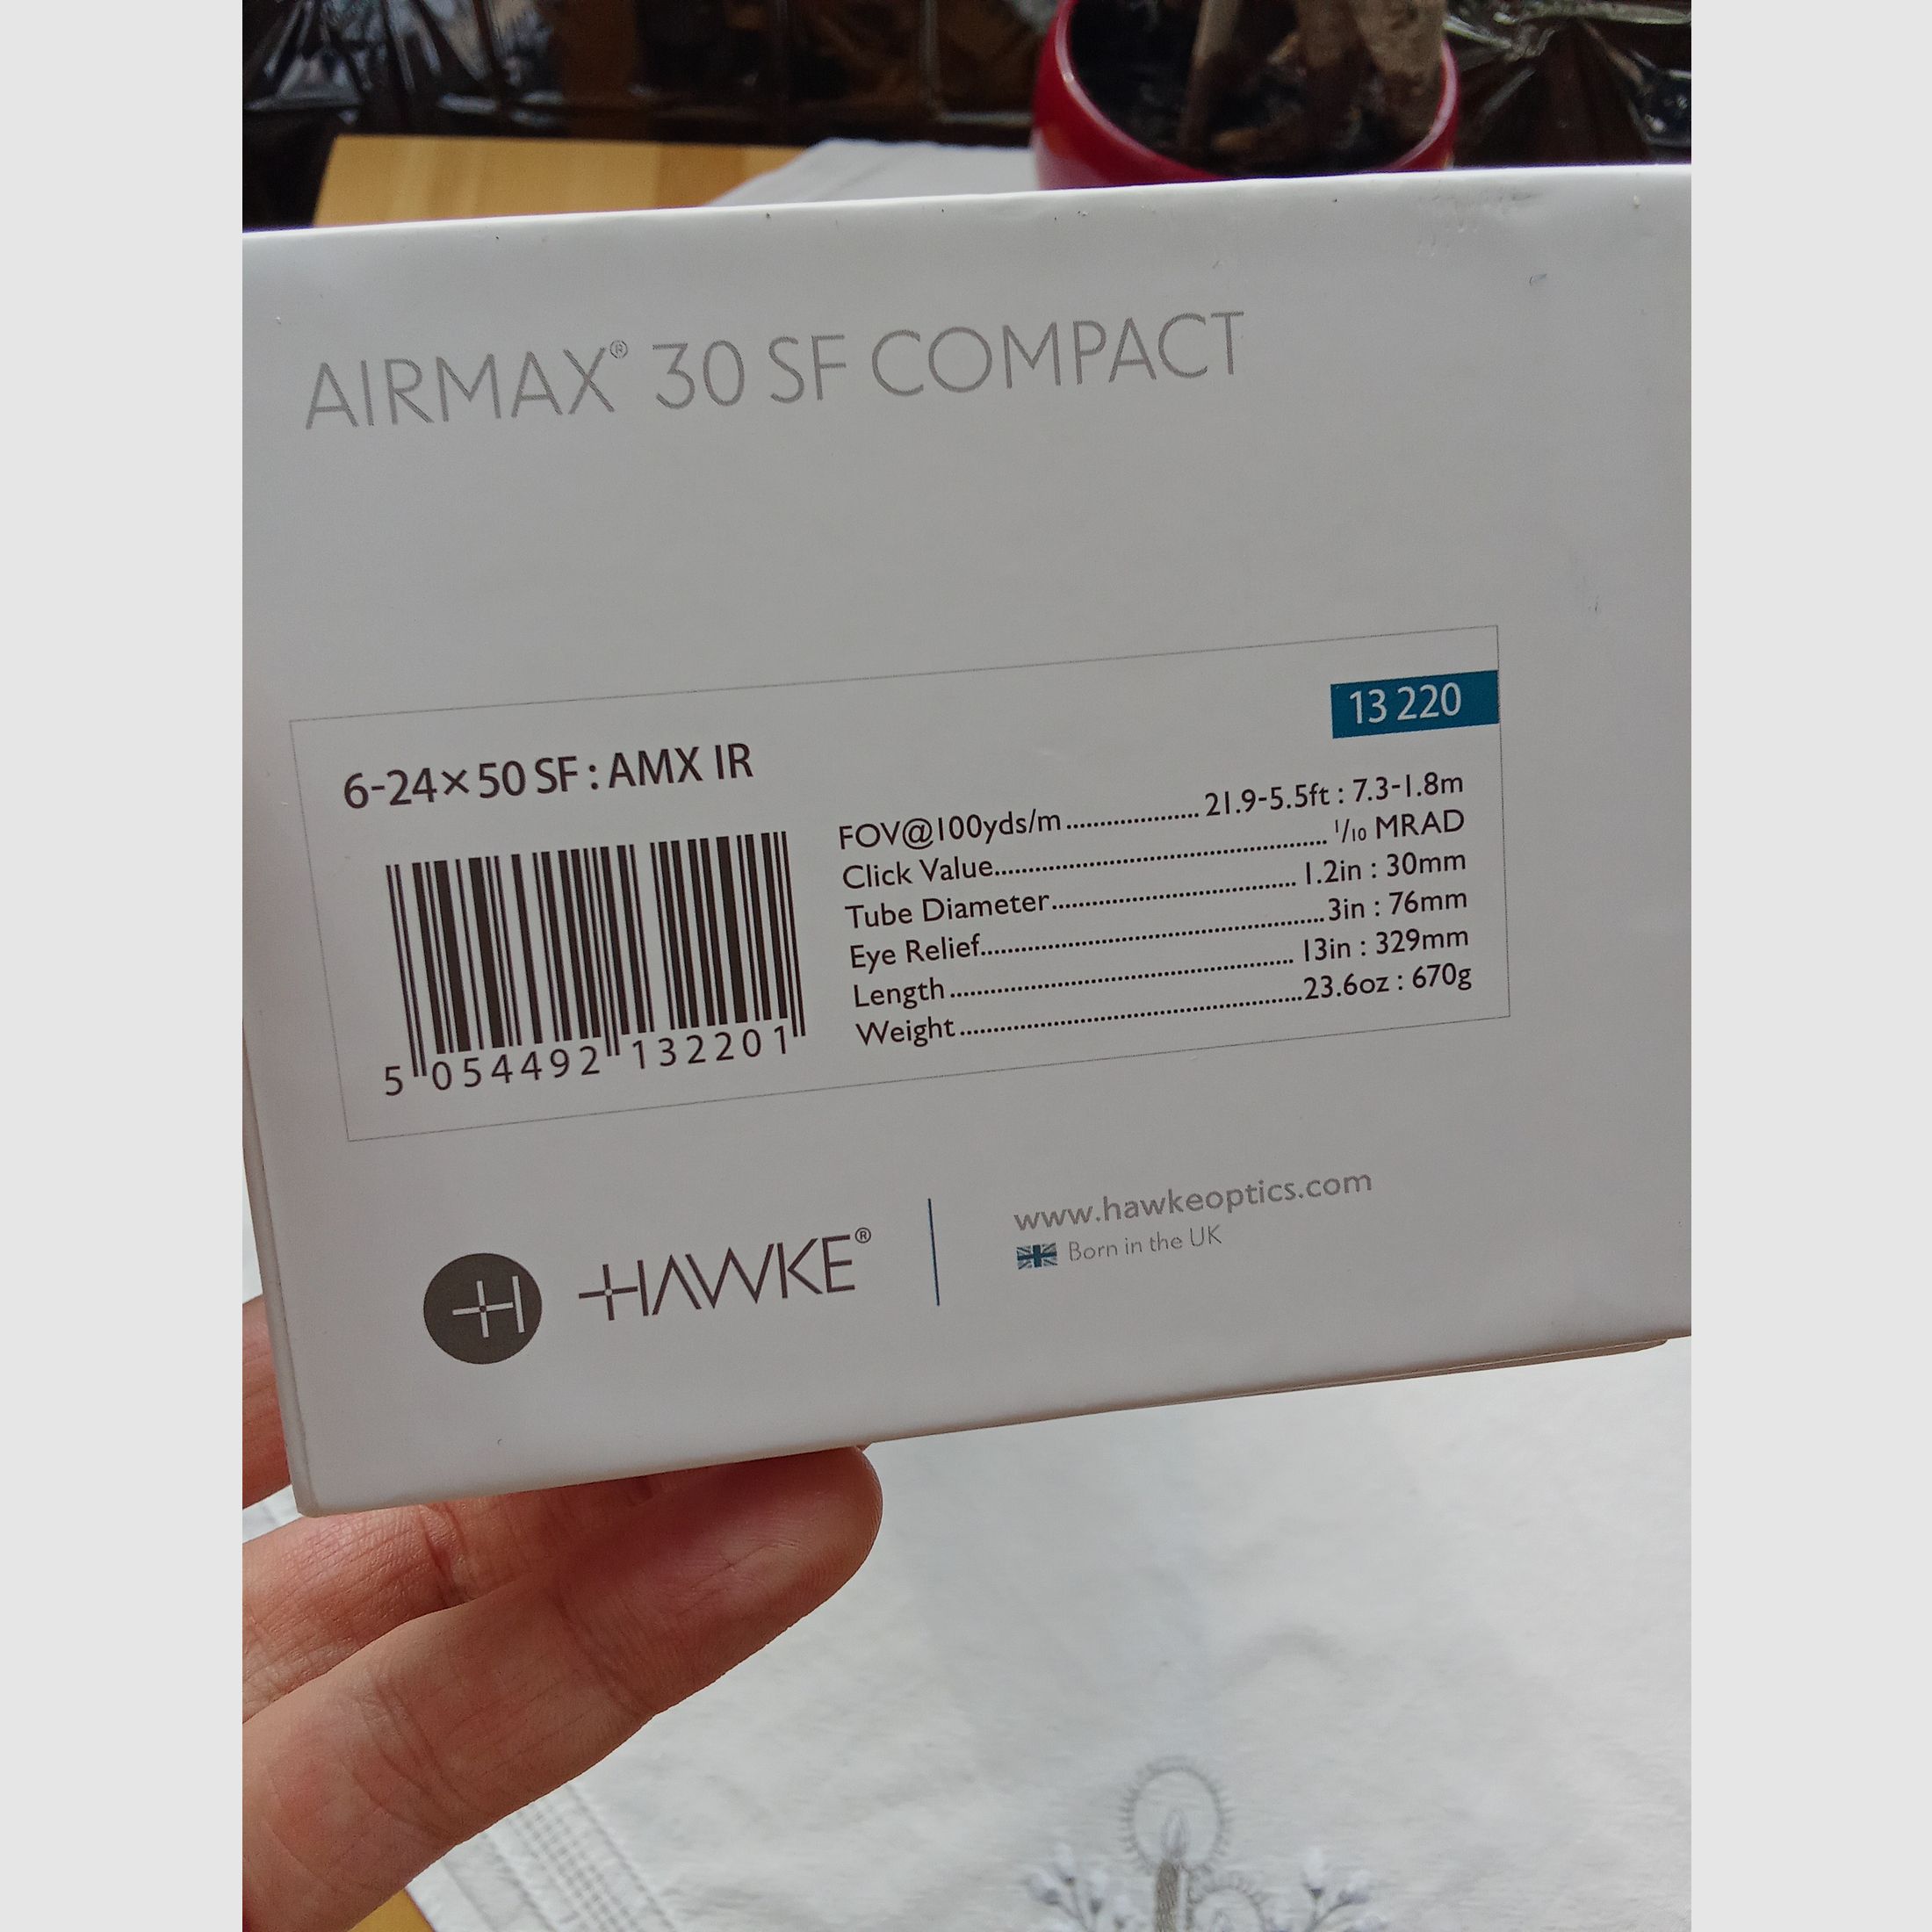 AIRMAX® 30 SF COMPACT
13 220
6-24×50 SF : AMX IR
FOV@100yds/m.....................21.9-5.5ft : 7.3-1.8m
Click Value.....................1/10 MRAD
Tube Diameter.....................1.2in : 30mm
Eye Relief.....................3in : 76mm
Length.....................13in : 329mm
Weight.....................23.6oz : 670g
5 054492 132201
H HAWKE®
www.hawkeoptics.com
Born in the UK